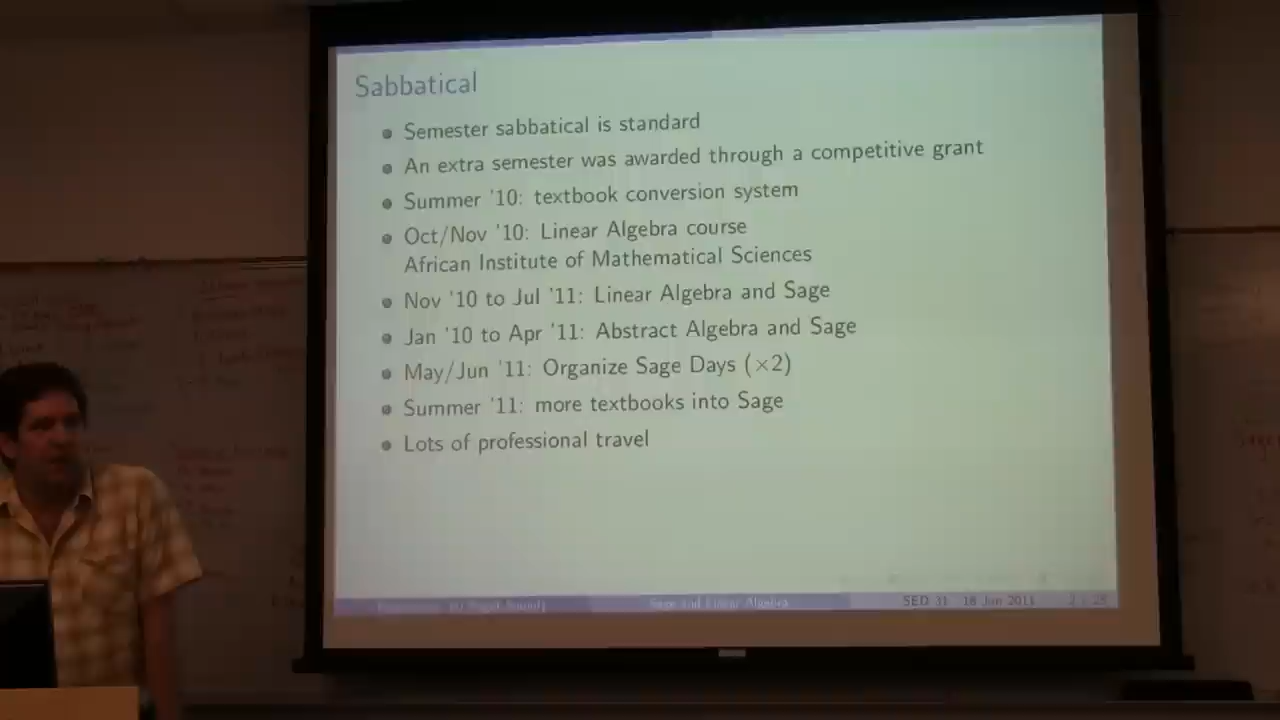 Sabbatical
Semester sabbatical is standard
An extra semester was awarded through a competitive grant
Summer '10: textbook conversion system
Oct/Nov '10: Linear Algebra course
African Institute of Mathematical Sciences
Nov '10 to Jul '11: Linear Algebra and Sage
Jan '10 to Apr '11: Abstract Algebra and Sage
May/Jun '11: Organize Sage Days (×2)
Summer '11: more textbooks into Sage
Lots of professional travel
Sage and Linear Algebra
SED 31 18 Jun 2011